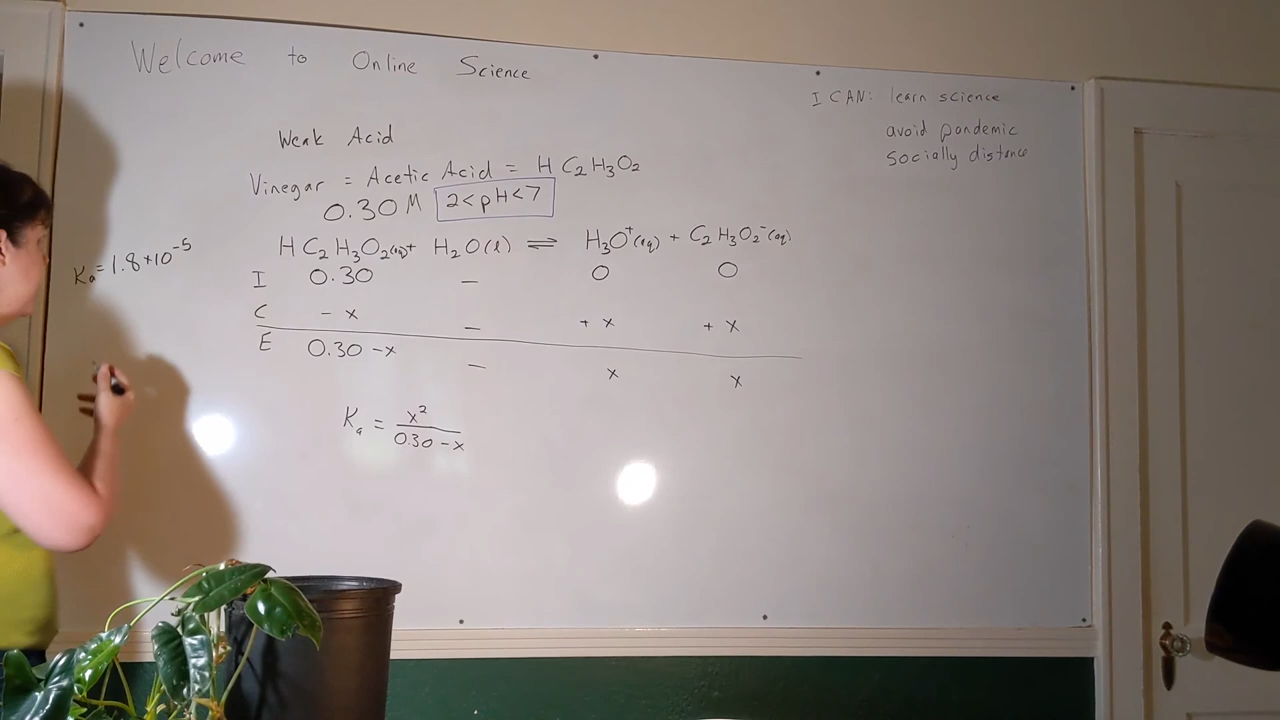 Welcome to Online Science
I CAN: learn science
avoid pandemic
socially distance
Weak Acid
Vinegar = Acetic Acid = H C₂H₃O₂
0.30 M 2 < pH < 7
Ka = 1.8 × 10⁻⁵
H C₂H₃O₂(aq) + H₂O(l) ⇌ H₃O⁺(aq) + C₂H₃O₂⁻(aq)
I 0.30 — 0 0
C - x — + x + x
E 0.30 - x — x x
Ka = x² / 0.30 - x